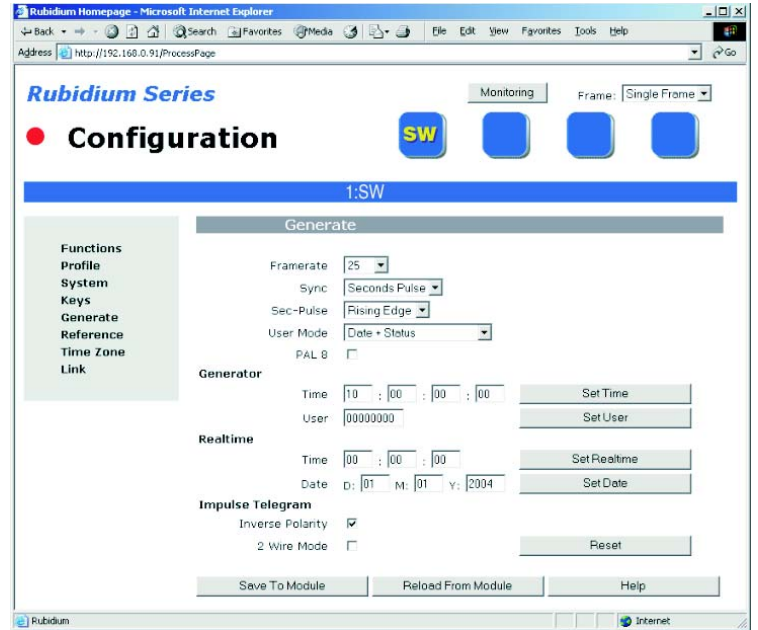 Rubidium Homepage - Microsoft Internet Explorer
Back Search Favorites Media File Edit View Favorites Tools Help
Address http://192.168.0.91/ProcessPage Go
Rubidium Series
Monitoring Frame: Single Frame
Configuration
SW
1:SW
Generate
Functions
Profile
System
Keys
Generate
Reference
Time Zone
Link
Framerate 25
Sync Seconds Pulse
Sec-Pulse Rising Edge
User Mode Date + Status
PAL 8
Generator
Time 10 : 00 : 00 : 00 Set Time
User 00000000 Set User
Realtime
Time 00 : 00 : 00 Set Realtime
Date D: 01 M: 01 Y: 2004 Set Date
Impulse Telegram
Inverse Polarity
2 Wire Mode Reset
Save To Module Reload From Module Help
Rubidium Internet